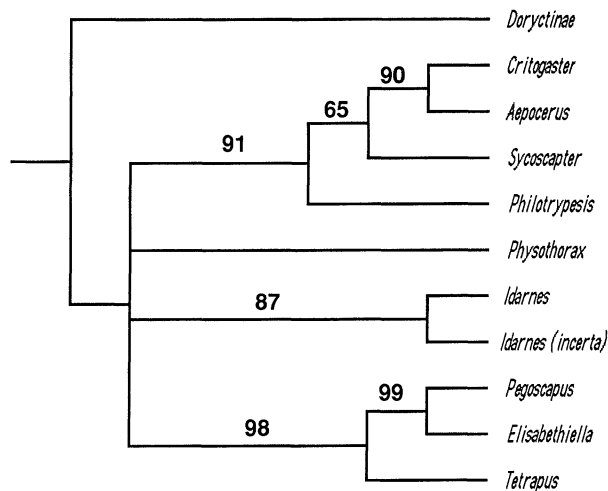 Doryctinae
90
Critogaster
65
Aepocerus
91
Sycoscapter
Philotrypesis
Physothorax
87
Idarnes
Idarnes (incerta)
99
Pegoscapus
98
Elisabethiella
Tetrapus